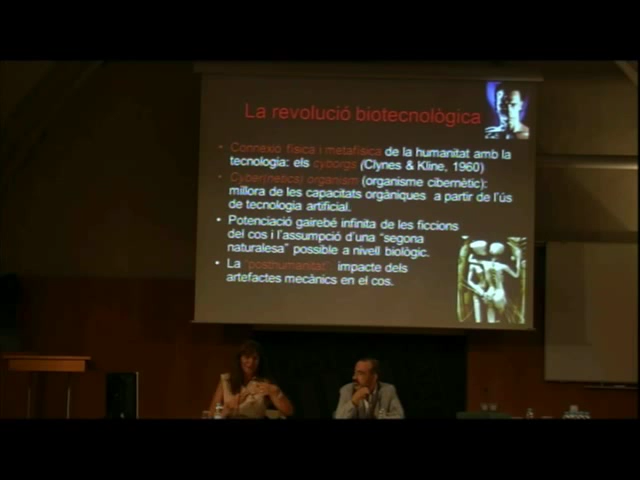 La revolució biotecnològica
• Connexió física i metafísica de la humanitat amb la
tecnologia: els cyborgs (Clynes & Kline, 1960)
• Cyber(netics) organism (organisme cibernètic):
millora de les capacitats orgàniques a partir de l'ús
de tecnologia artificial.
• Potenciació gairebé infinita de les ficcions
del cos i l'assumpció d'una "segona
naturalesa" possible a nivell biològic.
• La "posthumanitat": impacte dels
artefactes mecànics en el cos.